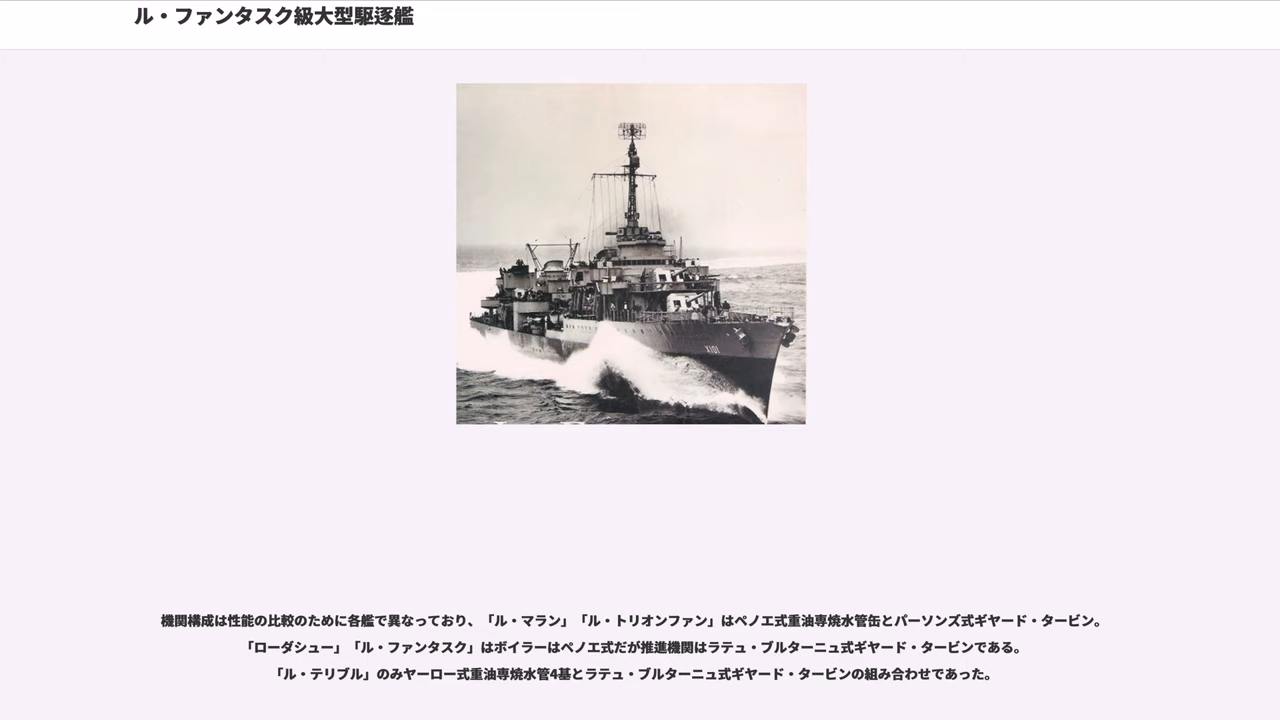 ル・ファンタスク級大型駆逐艦
X101
機関構成は性能の比較のために各艦で異なっており、「ル・マラン」「ル・トリオンファン」はペノエ式重油専焼水管缶とパーソンズ式ギヤード・タービン。
「ローダシュー」「ル・ファンタスク」はボイラーはペノエ式だが推進機関はラテュ・ブルターニュ式ギヤード・タービンである。
「ル・テリブル」のみヤーロー式重油専焼水管4基とラテュ・ブルターニュ式ギヤード・タービンの組み合わせであった。